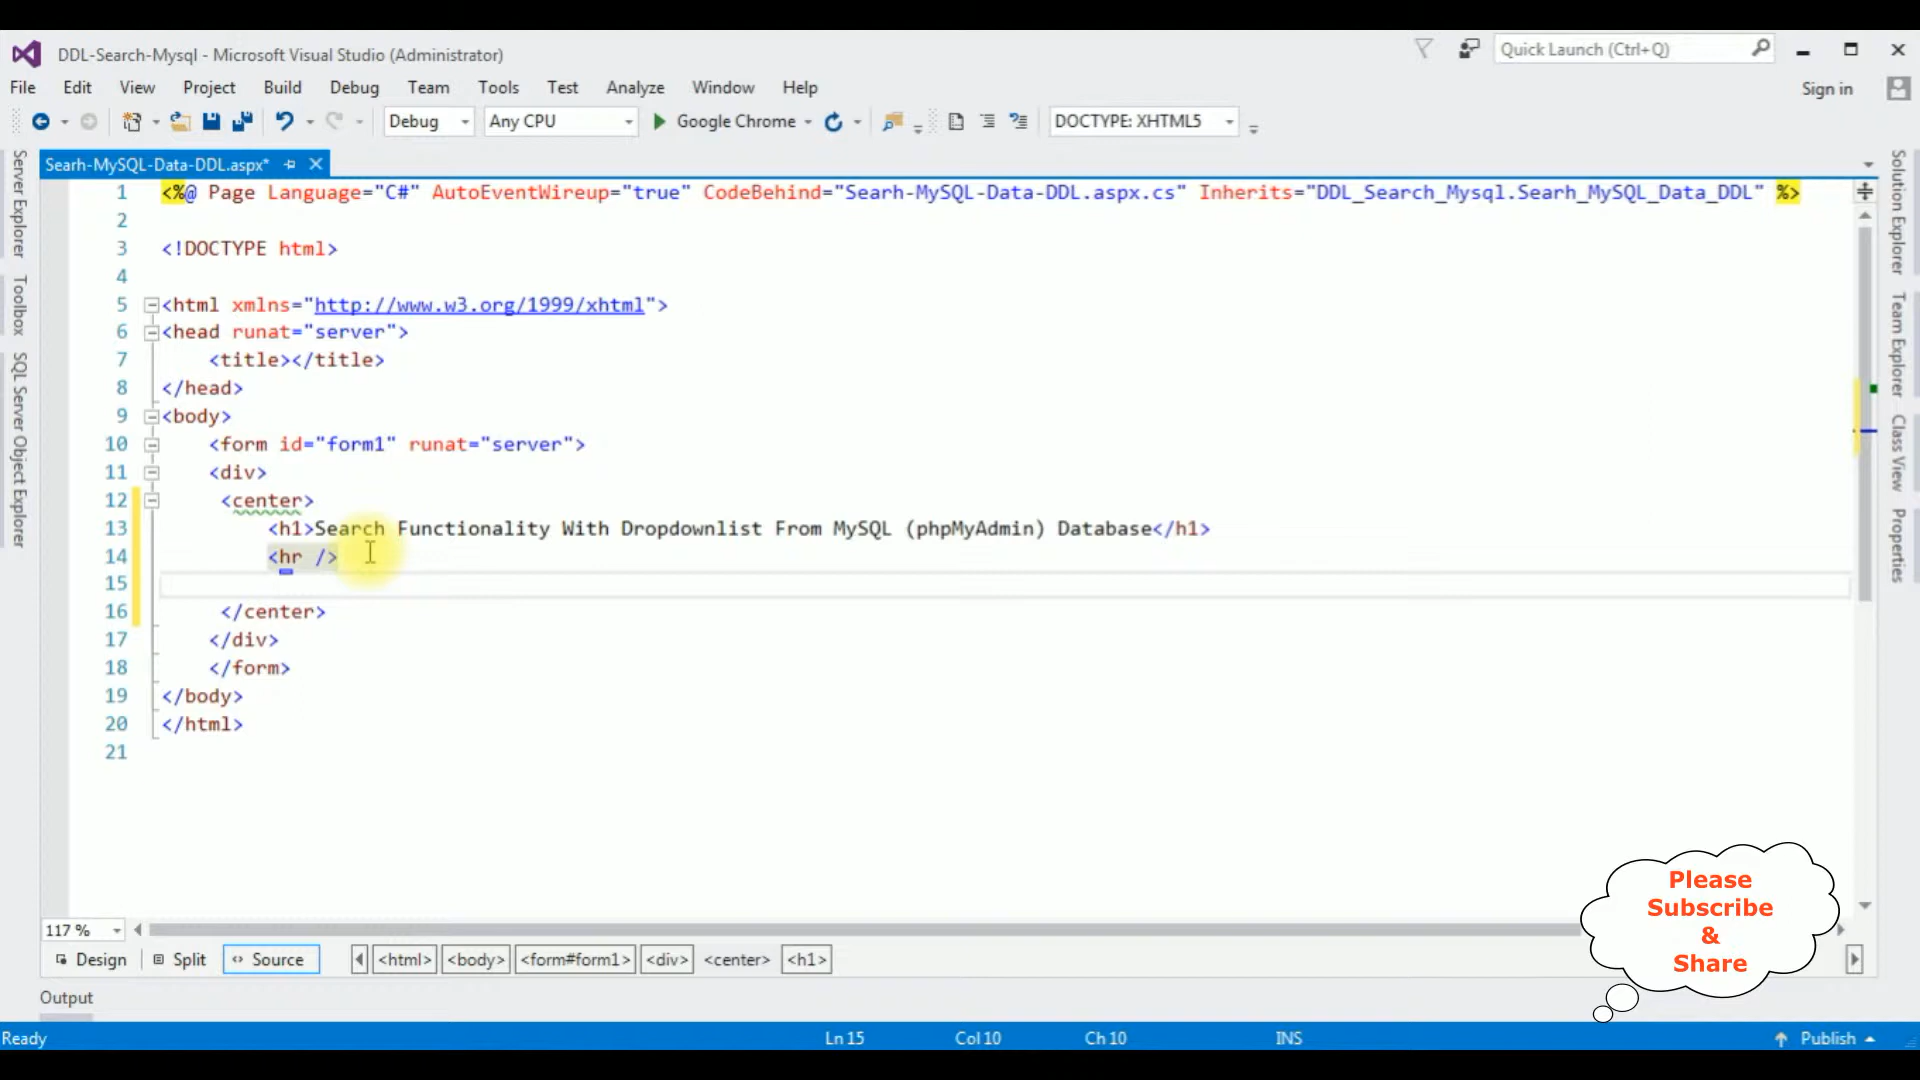 DDL-Search-Mysql - Microsoft Visual Studio (Administrator)
Quick Launch (Ctrl+Q)
File Edit View Project Build Debug Team Tools Test Analyze Window Help
Sign in
Debug Any CPU Google Chrome DOCTYPE: XHTML5
Searh-MySQL-Data-DDL.aspx*
Server Explorer
Toolbox
SQL Server Object Explorer
1 <%@ Page Language="C#" AutoEventWireup="true" CodeBehind="Searh-MySQL-Data-DDL.aspx.cs" Inherits="DDL_Search_Mysql.Searh_MySQL_Data_DDL" %>
2
3 <!DOCTYPE html>
4
5 <html xmlns="http://www.w3.org/1999/xhtml">
6 <head runat="server">
7 <title></title>
8 </head>
9 <body>
10 <form id="form1" runat="server">
11 <div>
12 <center>
13 <h1>Search Functionality With Dropdownlist From MySQL (phpMyAdmin) Database</h1>
14 <hr />
15
16 </center>
17 </div>
18 </form>
19 </body>
20 </html>
21
Solution Explorer
Team Explorer
Class View
Properties
Please
Subscribe
&
Share
117 %
Design Split Source <html> <body> <form#form1> <div> <center> <h1>
Output
Ready Ln 15 Col 10 Ch 10 INS Publish